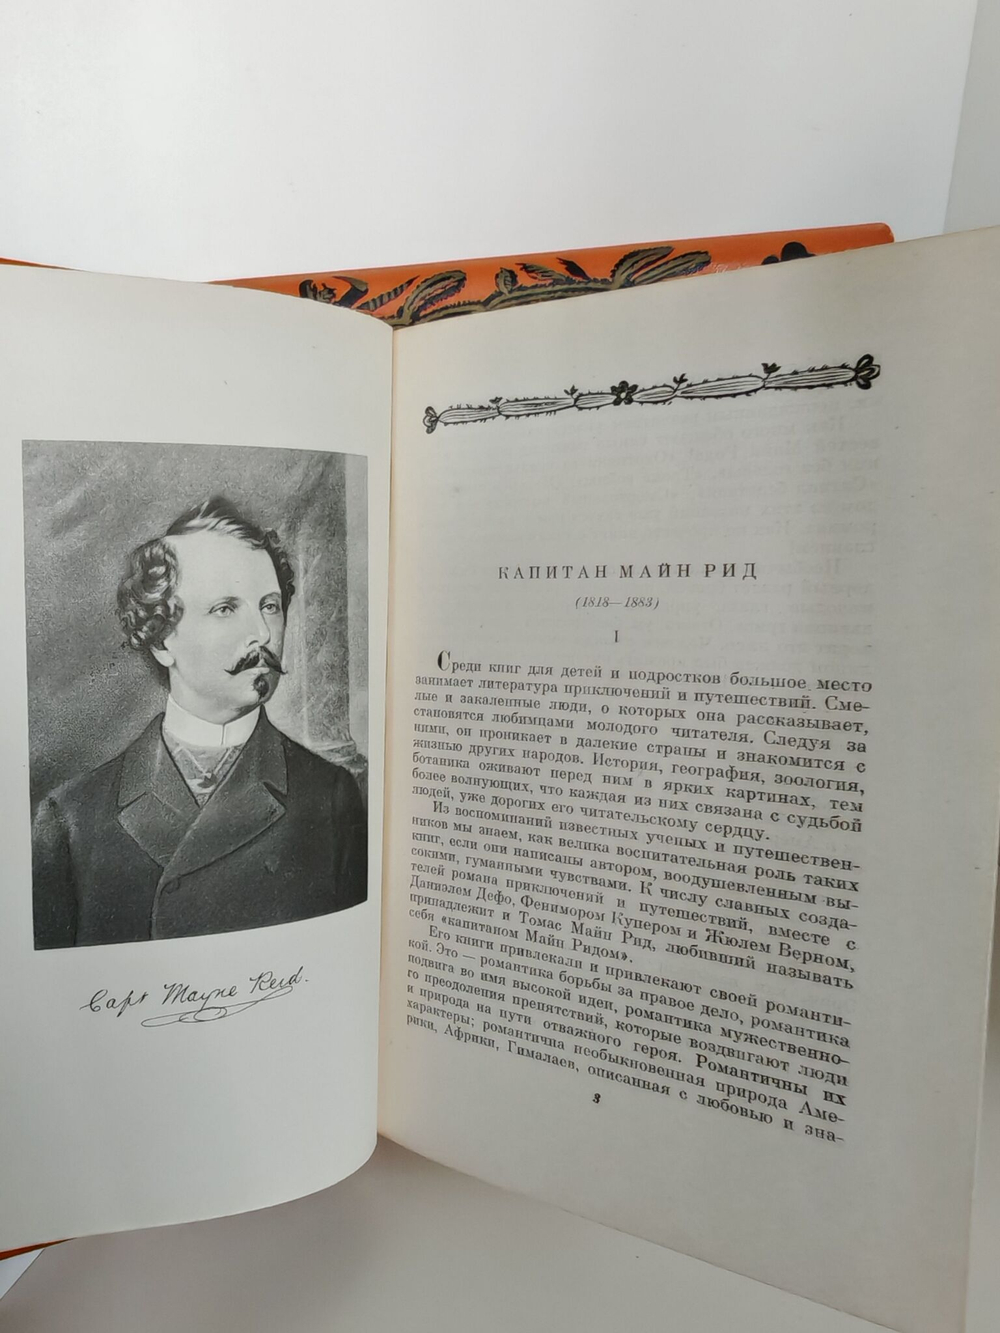 Capt Mayne Reid.
КАПИТАН МАЙН РИД
(1818—1883)
I
Среди книг для детей и подростков большое место
занимает литература приключений и путешествий. Сме-
лые и закаленные люди, о которых она рассказывает,
становятся любимцами молодого читателя. Следуя за
ними, он проникает в далекие страны и знакомится с
жизнью других народов. История, география, зоология,
ботаника оживают перед ним в ярких картинах, тем
более волнующих, что каждая из них связана с судьбой
людей, уже дорогих его читательскому сердцу.
Из воспоминаний известных ученых и путешествен-
ников мы знаем, как велика воспитательная роль таких
книг, если они написаны автором, воодушевленным вы-
сокими, гуманными чувствами. К числу славных созда-
телей романа приключений и путешествий, вместе с
Даниэлем Дефо, Фенимором Купером и Жюлем Верном,
принадлежит и Томас Майн Рид, любивший называть
себя «капитаном Майн Ридом».
Его книги привлекали и привлекают своей романти-
кой. Это — романтика борьбы за правое дело, романтика
подвига во имя высокой идеи, романтика мужественно-
го преодоления препятствий, которые воздвигают люди
и природа на пути отважного героя. Романтичны их
характеры; романтична необыкновенная природа Аме-
рики, Африки, Гималаев, описанная с любовью и зна-
3